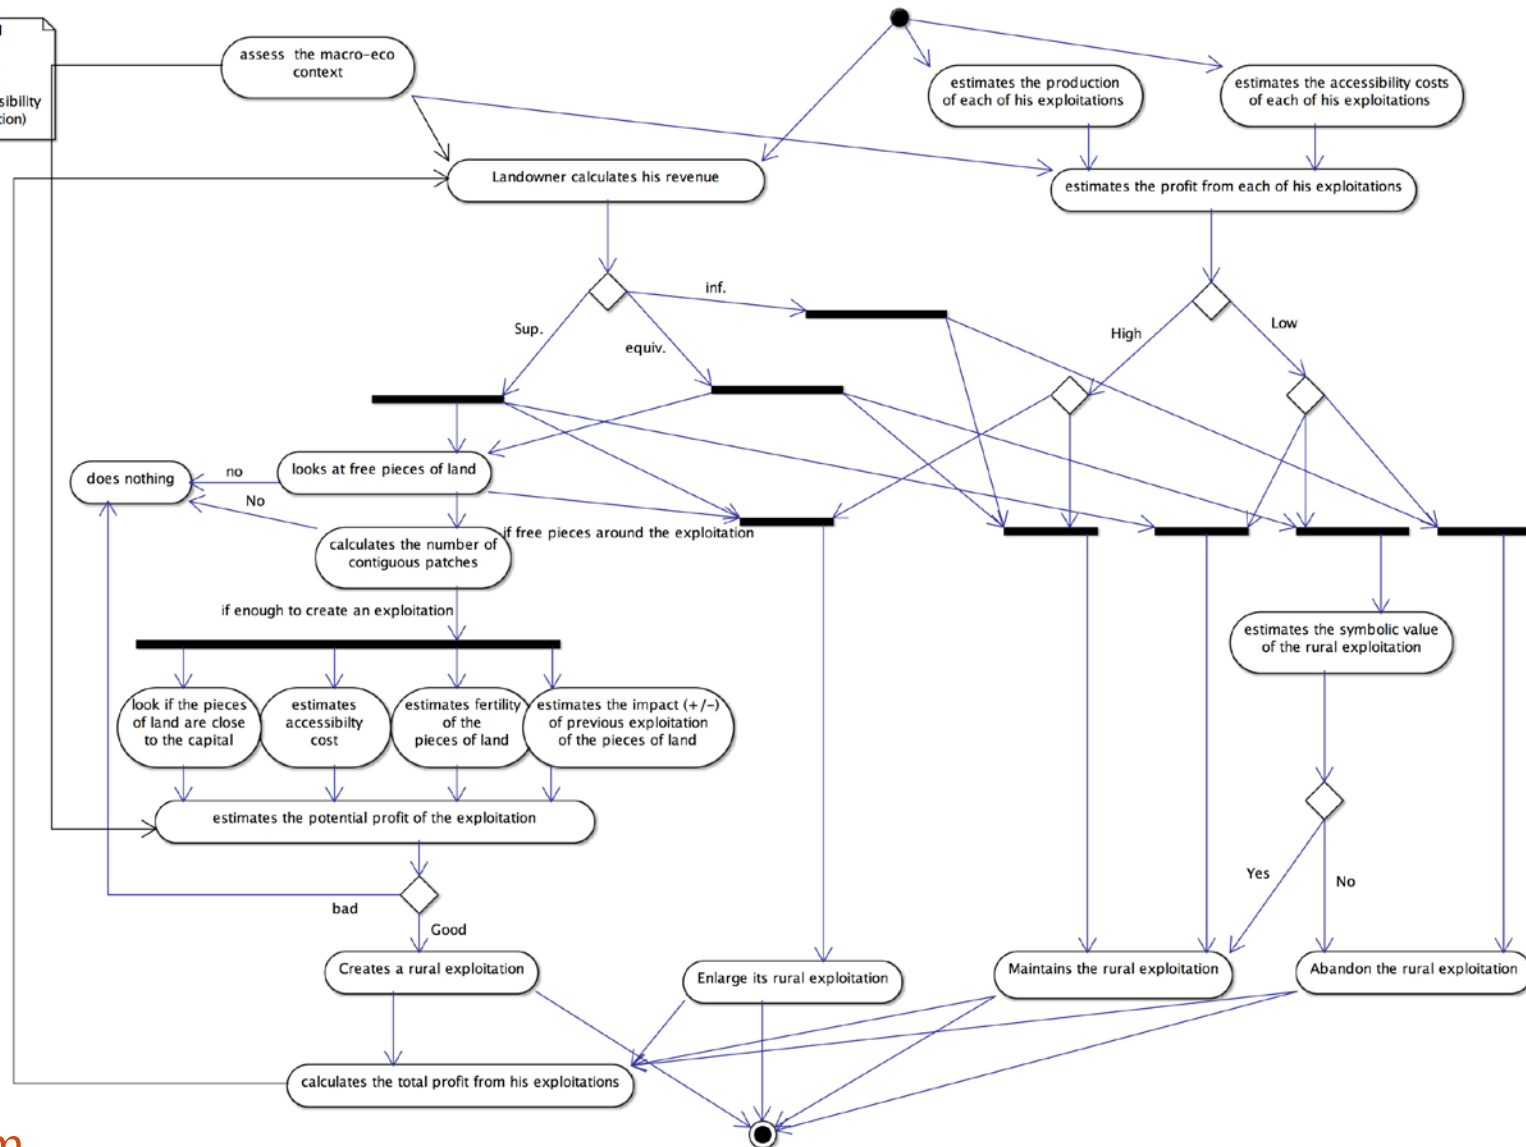 sibility
tion)
assess  the macro-eco
context
estimates the production
of each of his exploitations
estimates the accessibility costs
of each of his exploitations
Landowner calculates his revenue
estimates the profit from each of his exploitations
inf.
Sup.
equiv.
High
Low
looks at free pieces of land
does nothing
no
No
if free pieces around the exploitation
calculates the number of
contiguous patches
if enough to create an exploitation
look if the pieces
of land are close
to the capital
estimates
accessibilty
cost
estimates fertility
of the
pieces of land
estimates the impact (+/-)
of previous exploitation
of the pieces of land
estimates the symbolic value
of the rural exploitation
estimates the potential profit of the exploitation
bad
Good
Yes
No
Creates a rural exploitation
Enlarge its rural exploitation
Maintains the rural exploitation
Abandon the rural exploitation
calculates the total profit from his exploitations